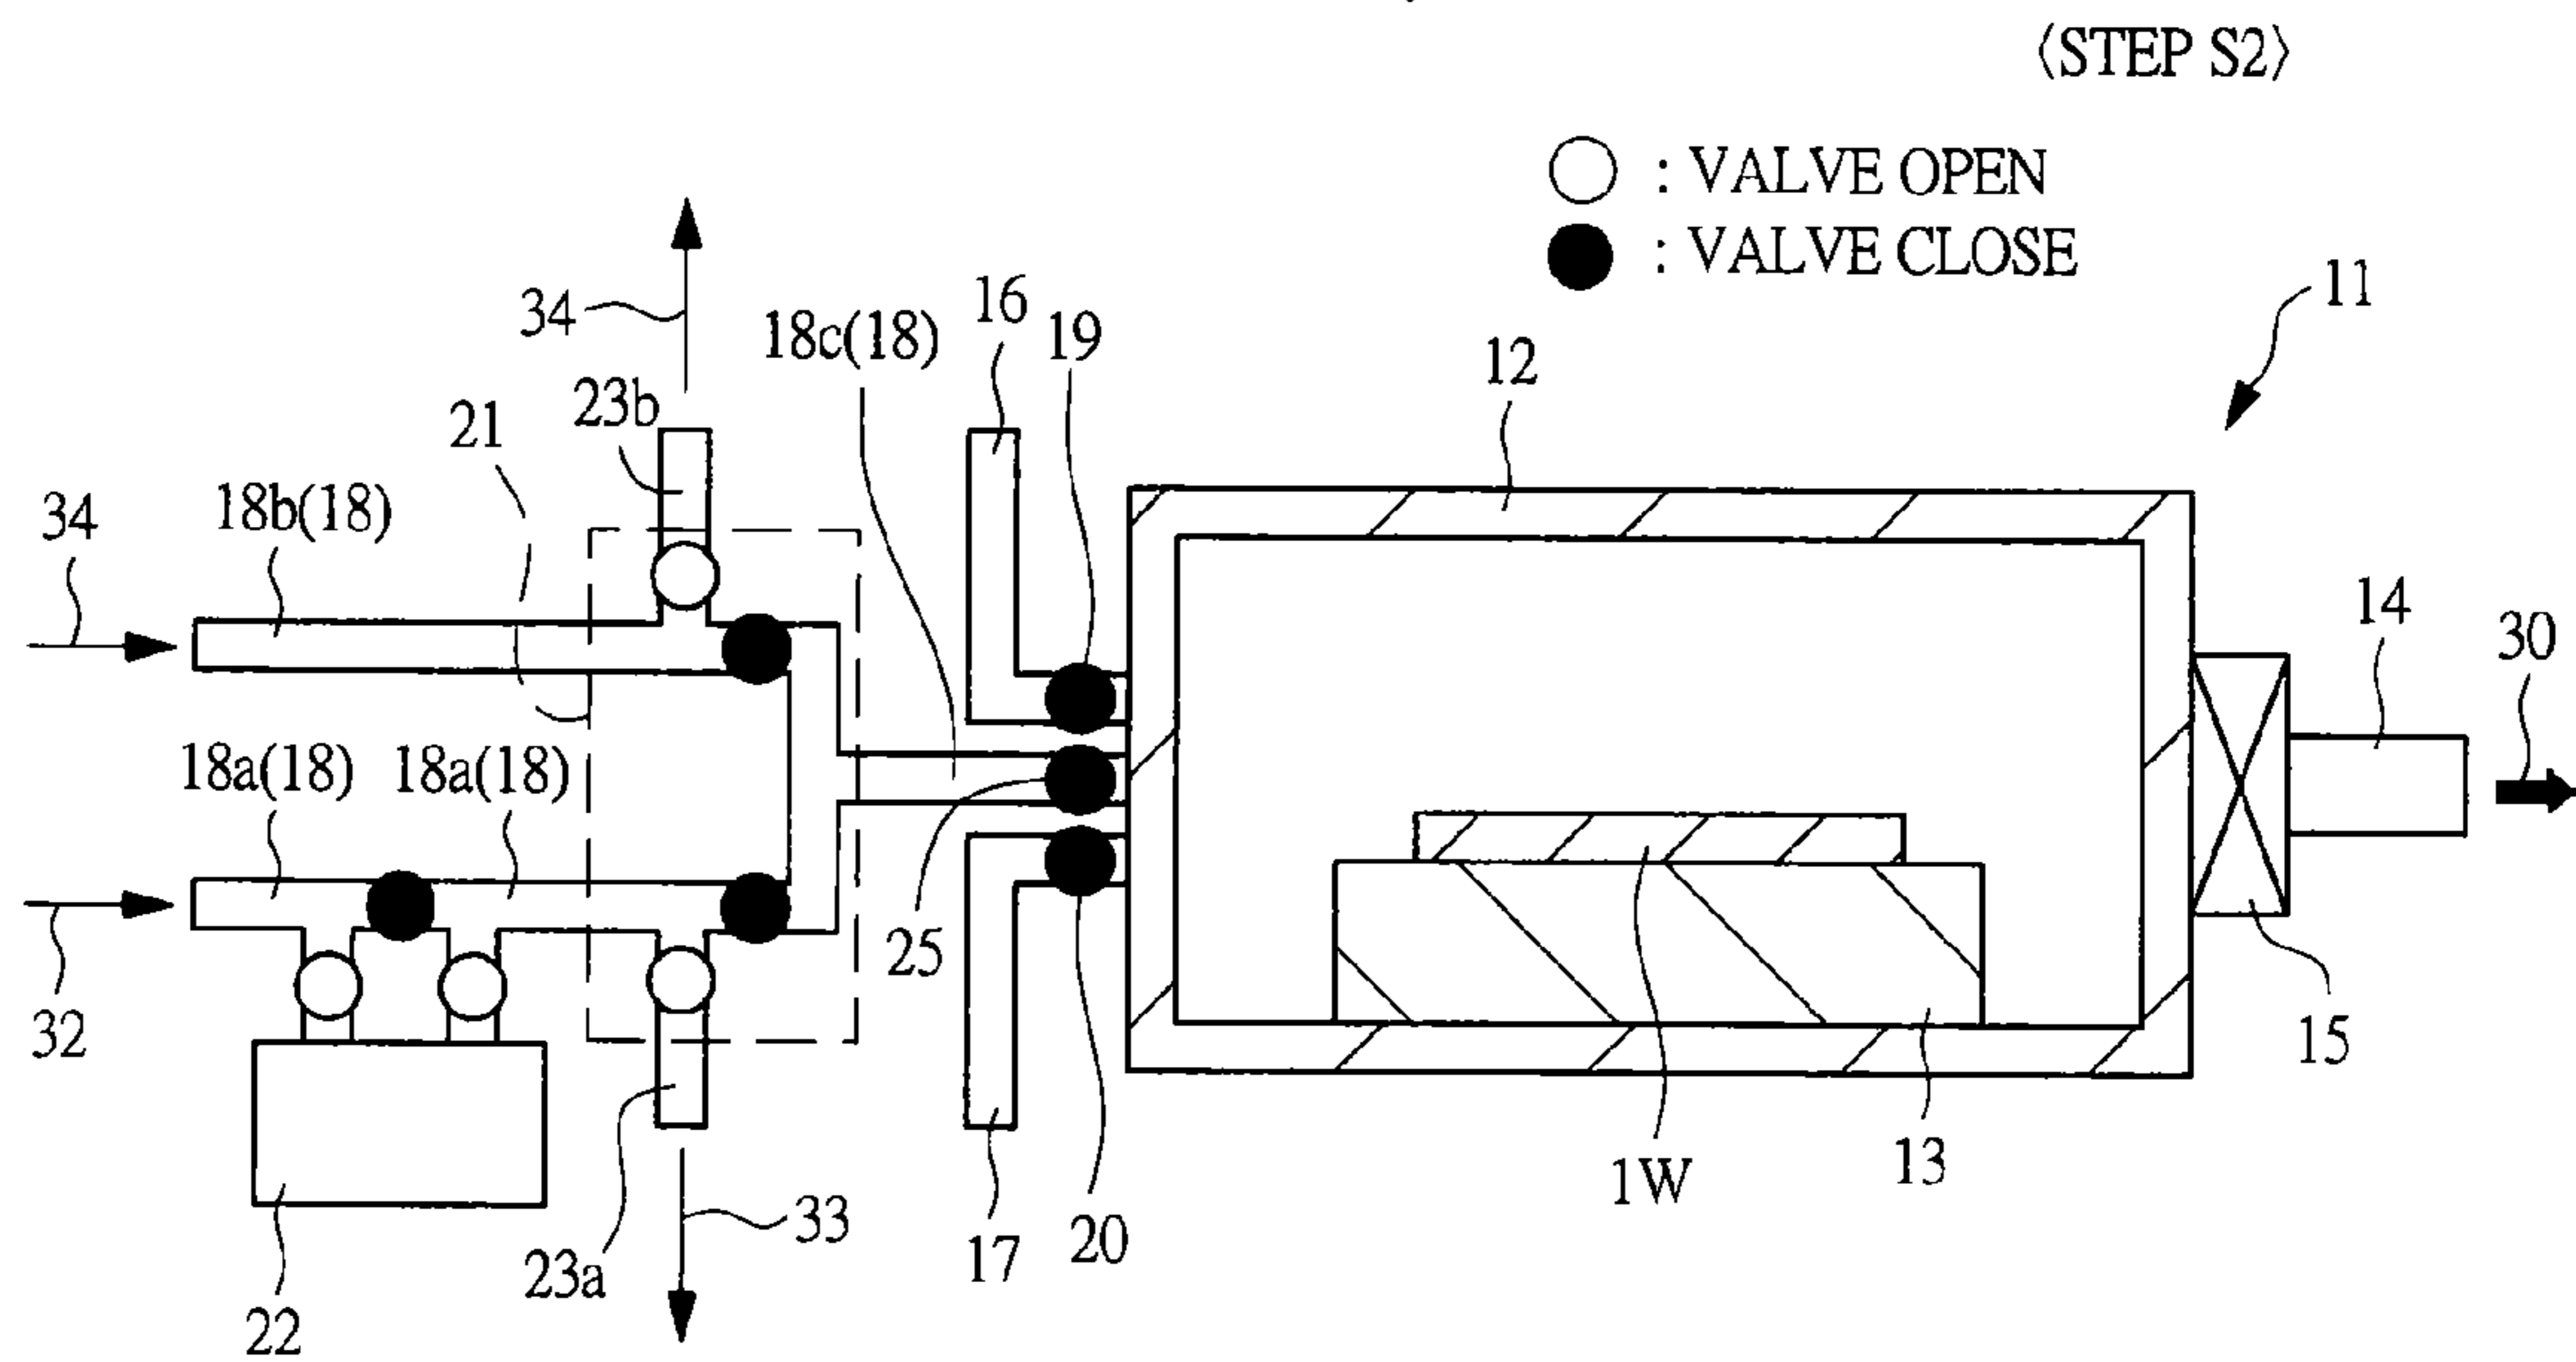 〈STEP S2〉
: VALVE OPEN
: VALVE CLOSE
11
34
16
18c(18)
19
12
23b
21
34
18b(18)
14
30
18a(18)
18a(18)
25
32
15
13
1W
33
20
17
23a
22